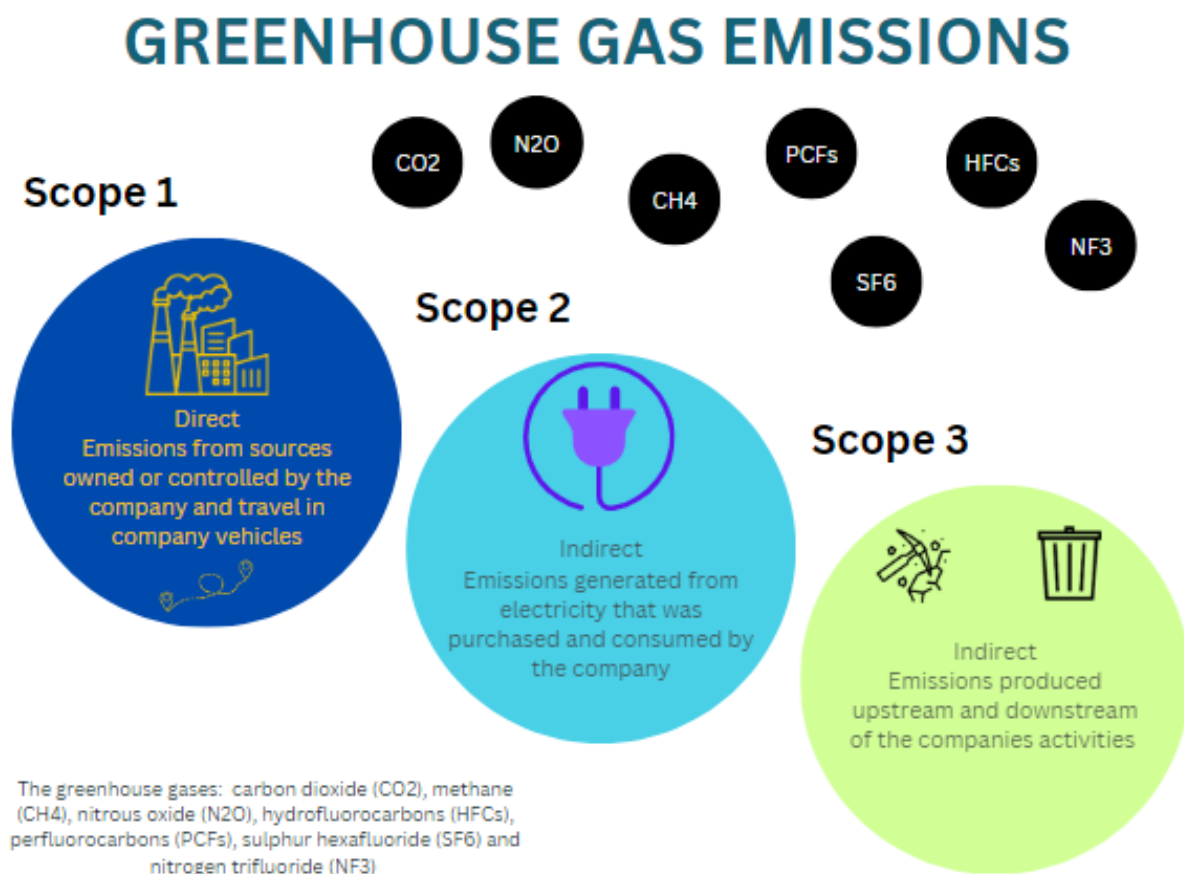 GREENHOUSE GAS EMISSIONS
CO2
N2O
CH4
PCFs
HFCs
SF6
NF3
Scope 1
Direct
Emissions from sources
owned or controlled by the
company and travel in
company vehicles
Scope 2
Indirect
Emissions generated from
electricity that was
purchased and consumed by
the company
Scope 3
Indirect
Emissions produced
upstream and downstream
of the companies activities
The greenhouse gases: carbon dioxide (CO2), methane
(CH4), nitrous oxide (N2O), hydrofluorocarbons (HFCs),
perfluorocarbons (PCFs), sulphur hexafluoride (SF6) and
nitrogen trifluoride (NF3)